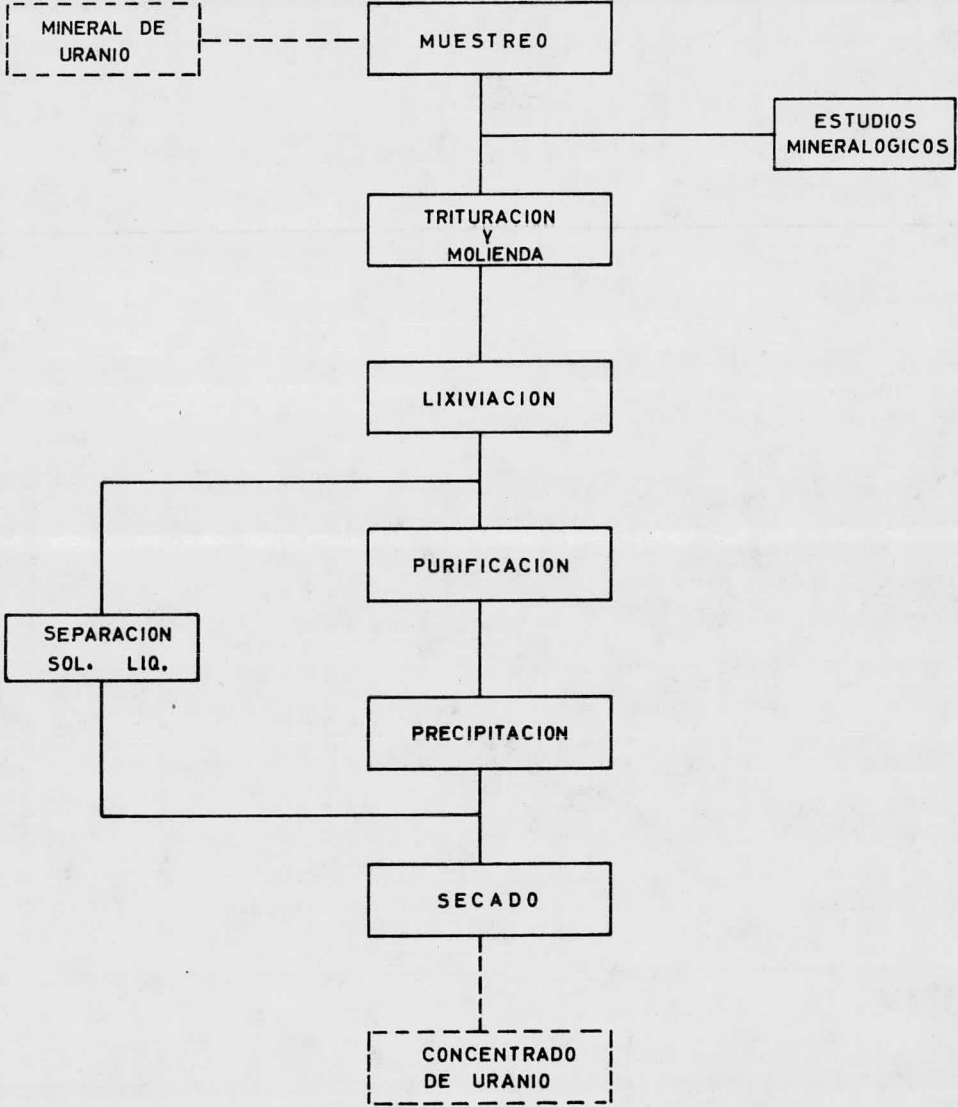 MINERAL DE
URANIO
MUESTREO
ESTUDIOS
MINERALOGICOS
TRITURACION
Y
MOLIENDA
LIXIVIACION
PURIFICACION
SEPARACION
SOL. LIQ.
PRECIPITACION
SECADO
CONCENTRADO
DE URANIO